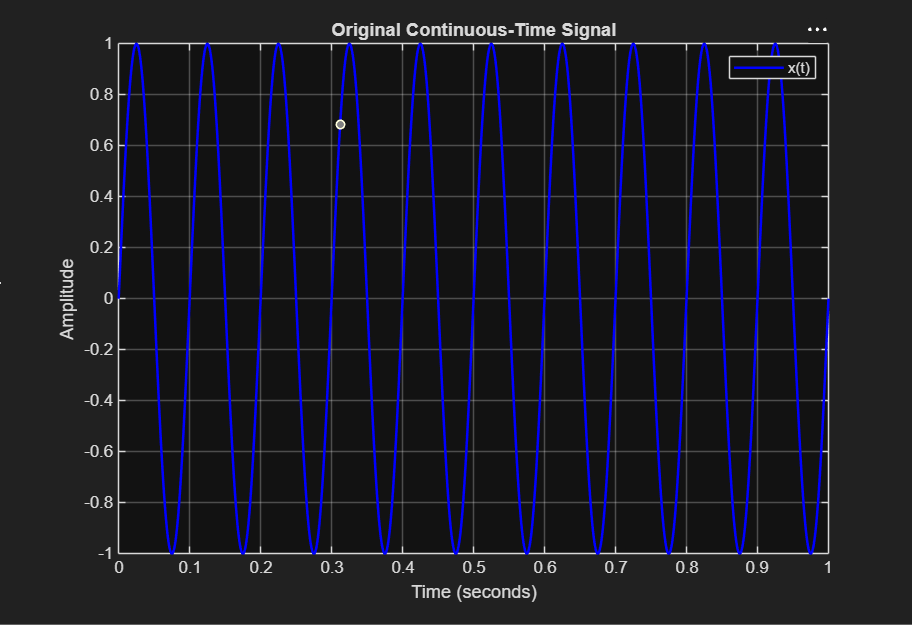 Original Continuous-Time Signal
x(t)
1
0.8
0.6
0.4
0.2
0
-0.2
-0.4
-0.6
-0.8
-1
Amplitude
0 0.1 0.2 0.3 0.4 0.5 0.6 0.7 0.8 0.9 1
Time (seconds)